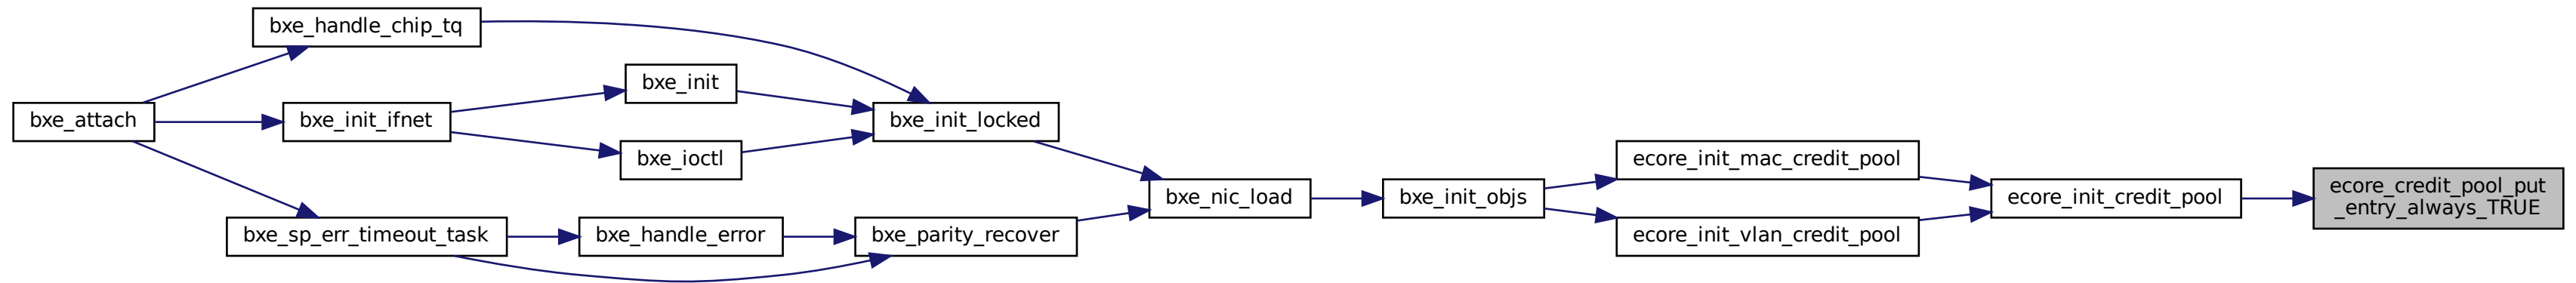 bxe_handle_chip_tq
bxe_init
bxe_attach
bxe_init_ifnet
bxe_init_locked
bxe_ioctl
ecore_init_mac_credit_pool
ecore_credit_pool_put
_entry_always_TRUE
bxe_nic_load
bxe_init_objs
ecore_init_credit_pool
bxe_sp_err_timeout_task
bxe_handle_error
bxe_parity_recover
ecore_init_vlan_credit_pool